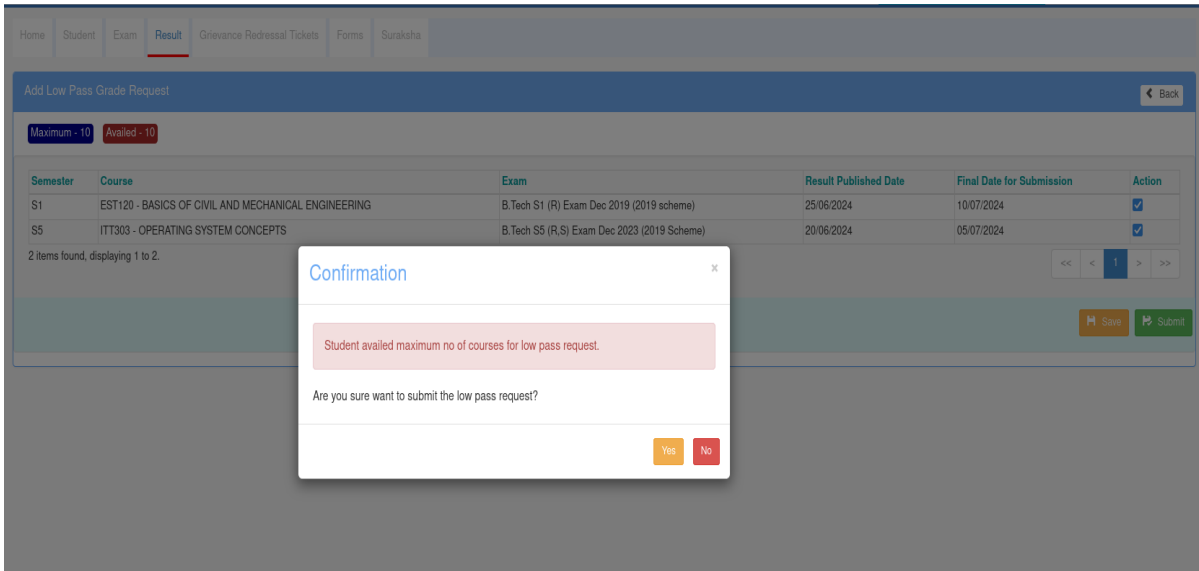 Home Student Exam Result Grievance Redressal Tickets Forms Suraksha
Add Low Pass Grade Request
Back
Maximum - 10 Availed - 10
Semester Course Exam Result Published Date Final Date for Submission Action
S1 EST120 - BASICS OF CIVIL AND MECHANICAL ENGINEERING B.Tech S1 (R) Exam Dec 2019 (2019 scheme) 25/06/2024 10/07/2024
S5 ITT303 - OPERATING SYSTEM CONCEPTS B.Tech S5 (R,S) Exam Dec 2023 (2019 Scheme) 20/06/2024 05/07/2024
2 items found, displaying 1 to 2.
<< < 1 > >>
Save Submit
Confirmation
x
Student availed maximum no of courses for low pass request.
Are you sure want to submit the low pass request?
Yes No